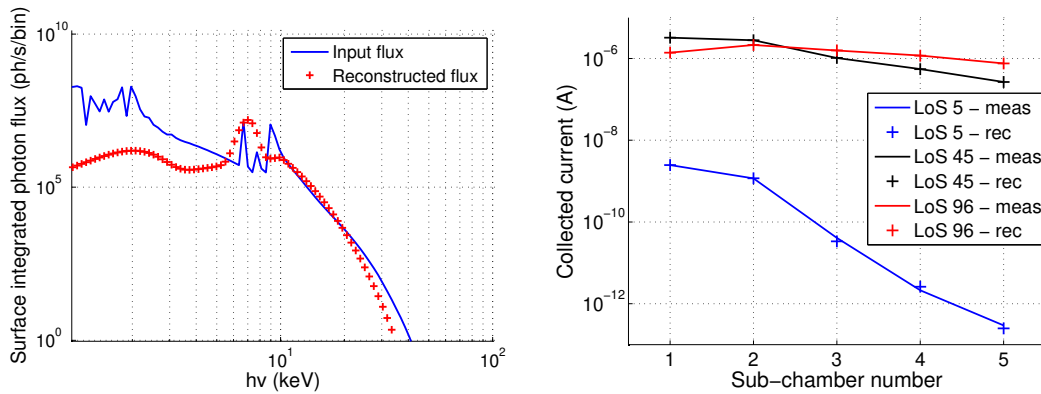 Surface integrated photon flux (ph/s/bin)
10^10
10^5
10^0
10^1
10^2
hv (keV)
Input flux
Reconstructed flux
Collected current (A)
10^−6
10^−8
10^−10
10^−12
1 2 3 4 5
Sub−chamber number
LoS 5 − meas
LoS 5 − rec
LoS 45 − meas
LoS 45 − rec
LoS 96 − meas
LoS 96 − rec